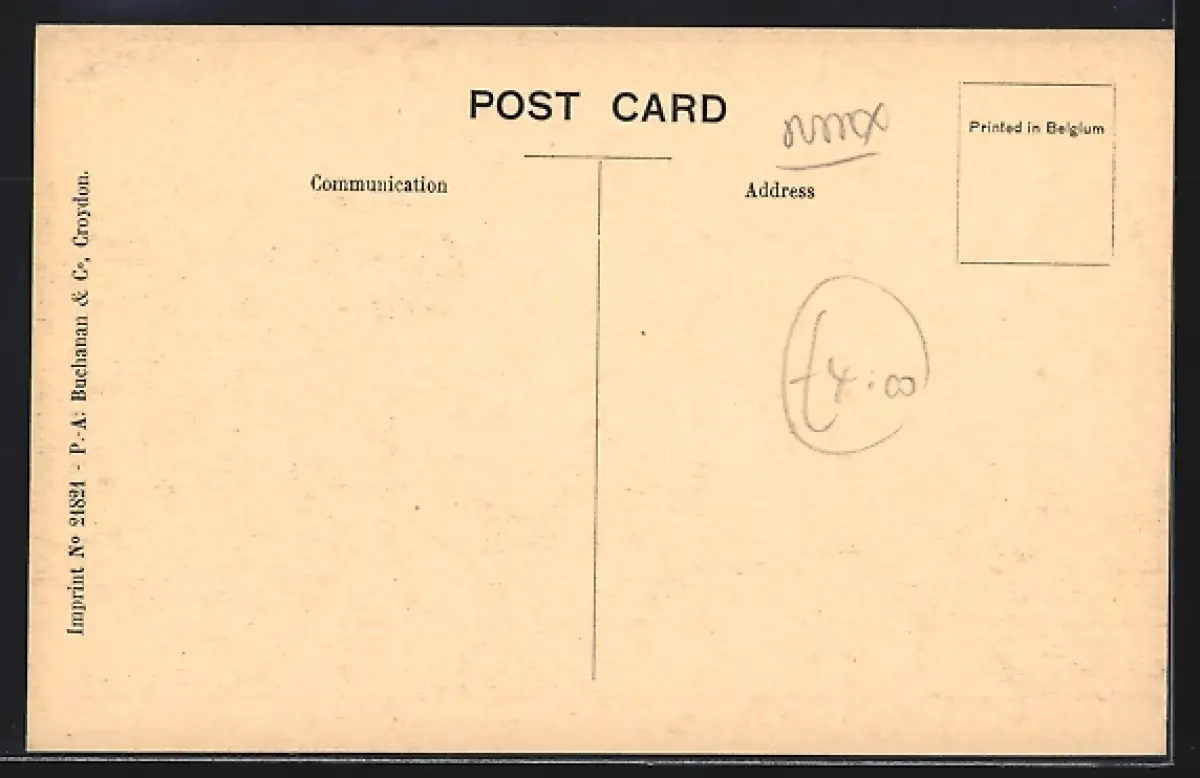 POST CARD
Printed in Belgium
Communication
Address
£4.00
Imprint Nº 21821 - P.-A: Buchanan & Cº, Croydon.